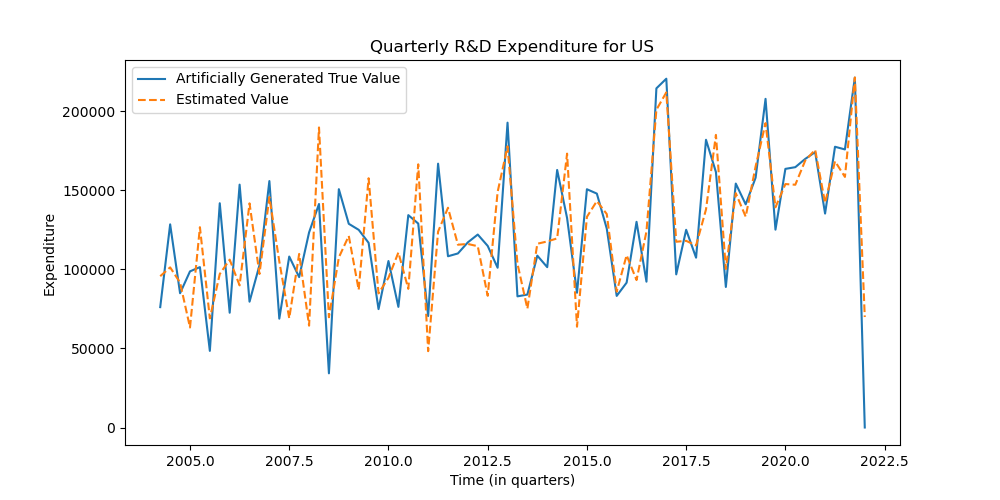 Quarterly R&D Expenditure for US
Artificially Generated True Value
Estimated Value
Expenditure
200000
150000
100000
50000
0
2005.0 2007.5 2010.0 2012.5 2015.0 2017.5 2020.0 2022.5
Time (in quarters)